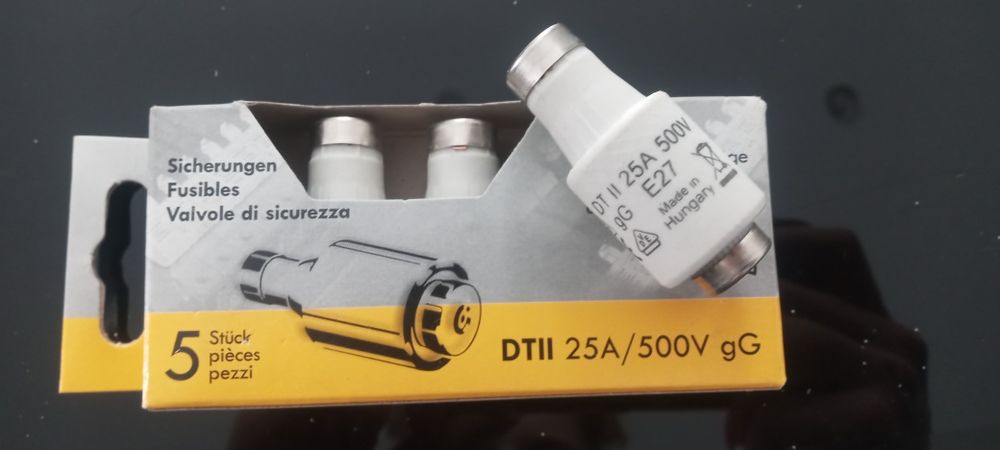 Sicherungen
Fusibles
Valvole di sicurezza
5 Stück
pièces
pezzi
DTII 25A/500V gG
DT II 25A 500V
gG E27
Made in
Hungary
VDE